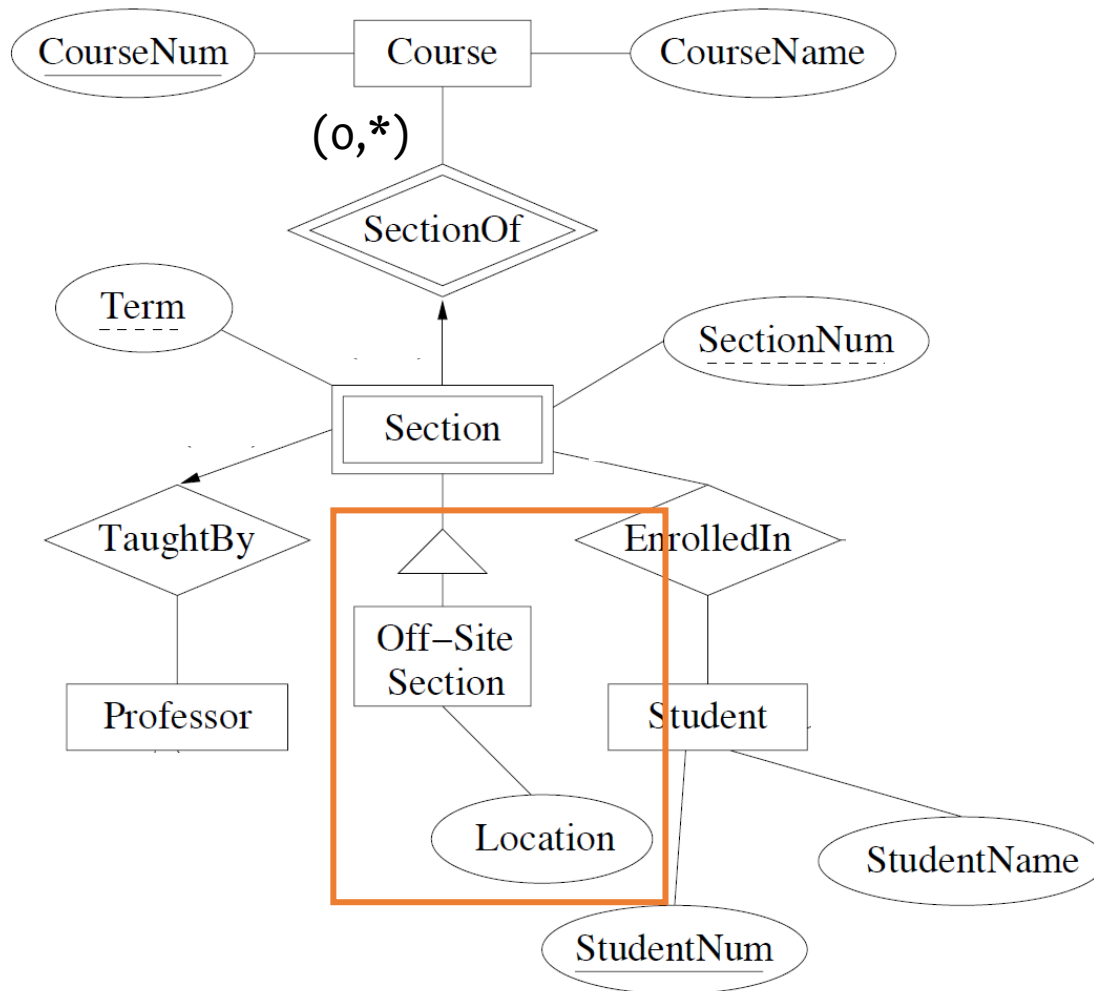 CourseNum
Course
CourseName
(0,*)
SectionOf
Term
SectionNum
Section
TaughtBy
EnrolledIn
Off-Site
Section
Professor
Student
Location
StudentName
StudentNum